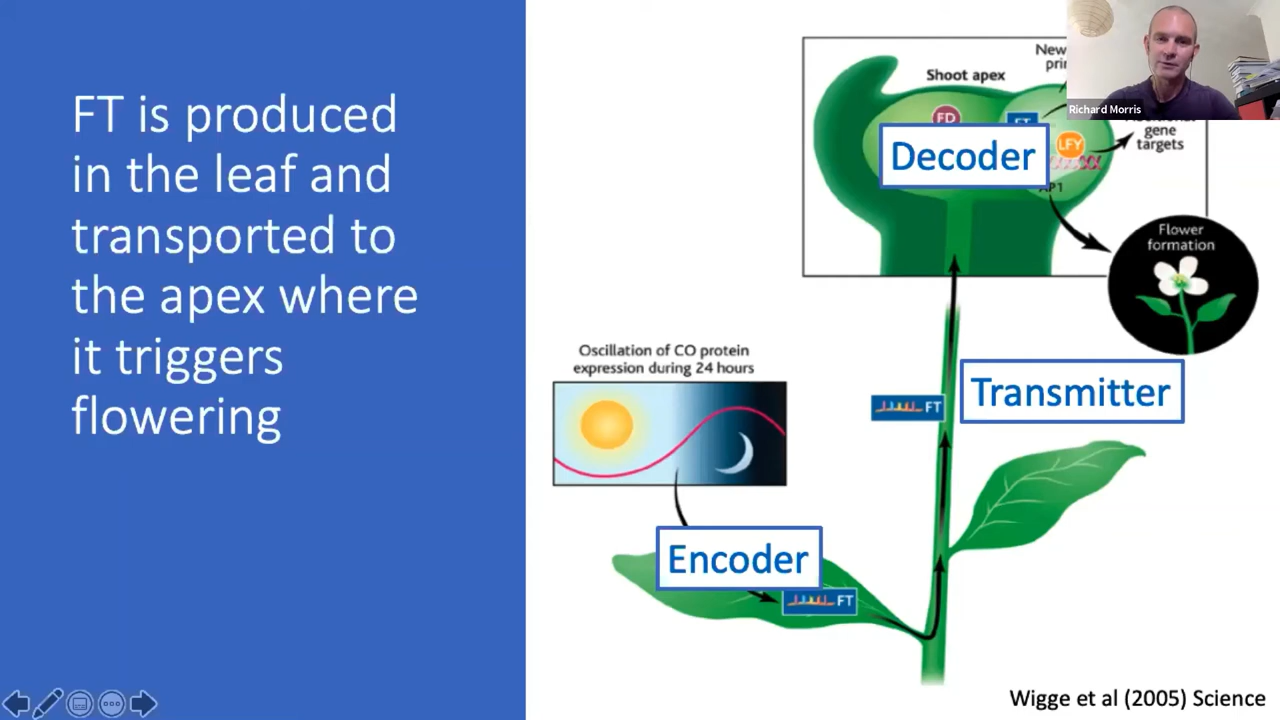 FT is produced
in the leaf and
transported to
the apex where
it triggers
flowering
Shoot apex
New
FD
FT
Richard Morris
Decoder
LFY
gene
targets
AP1
Flower
formation
Oscillation of CO protein
expression during 24 hours
FT
Transmitter
Encoder
FT
Wigge et al (2005) Science